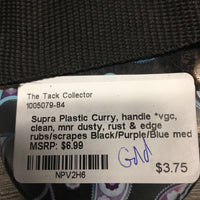 The Tack Collector
1005079-84
Supra Plastic Curry, handle *vgc,
clean, mnr dusty, rust & edge
rubs/scrapes Black/Purple/Blue med
MSRP: $6.99
Gold
$3.75
NPV2H6